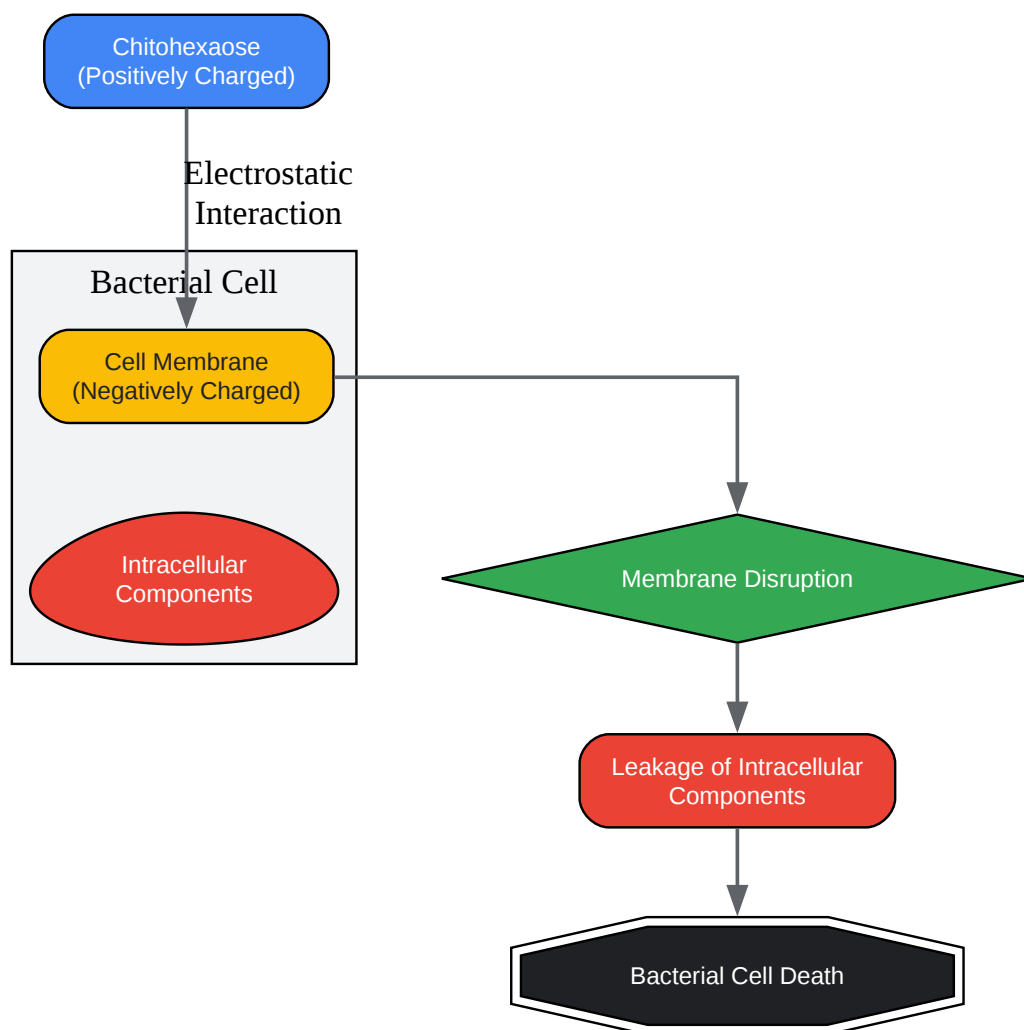 Chitohexaose
(Positively Charged)
Electrostatic
Interaction
Bacterial Cell
Cell Membrane
(Negatively Charged)
Intracellular
Components
Membrane Disruption
Leakage of Intracellular
Components
Bacterial Cell Death